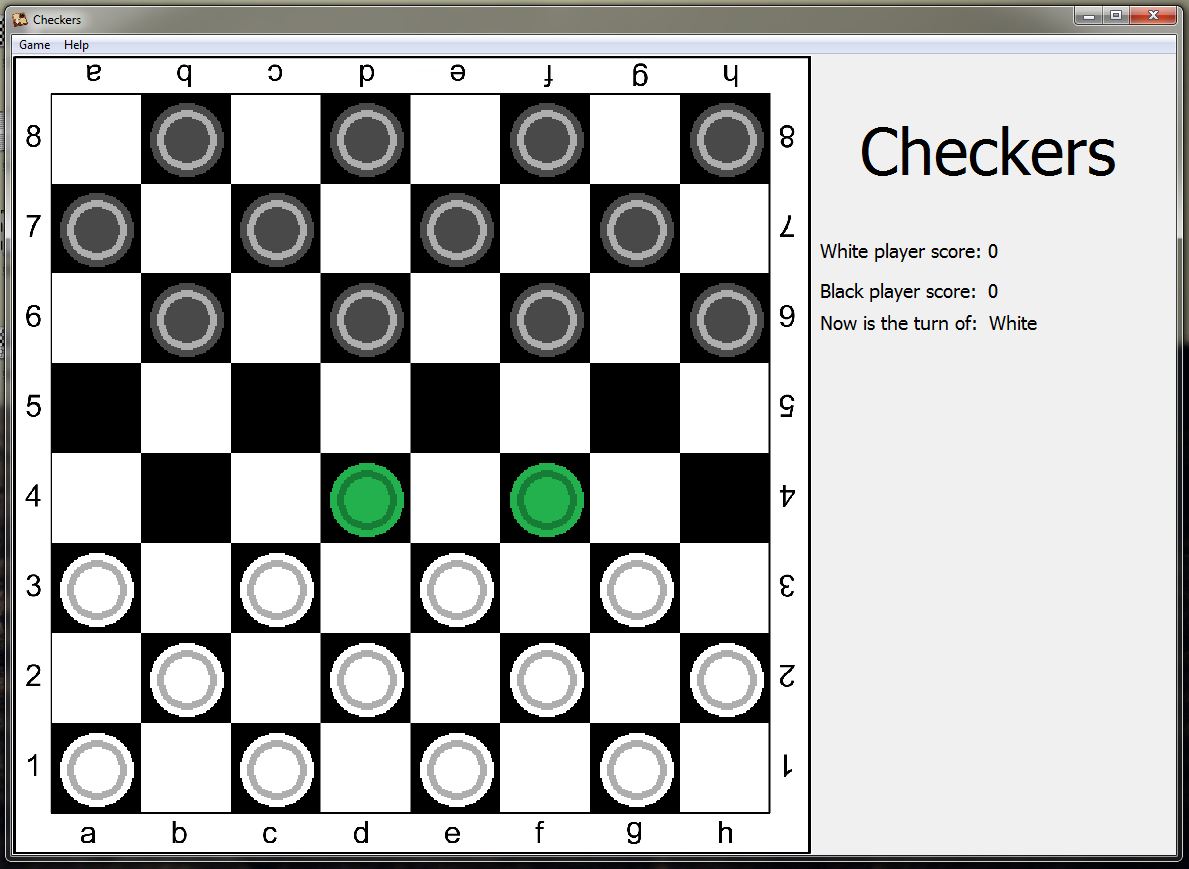 Checkers
Game Help
a b c d e f g h
8 8
Checkers
7 7
White player score: 0
Black player score: 0
6 6
Now is the turn of: White
5 5
4 4
3 3
2 2
1 1
a b c d e f g h